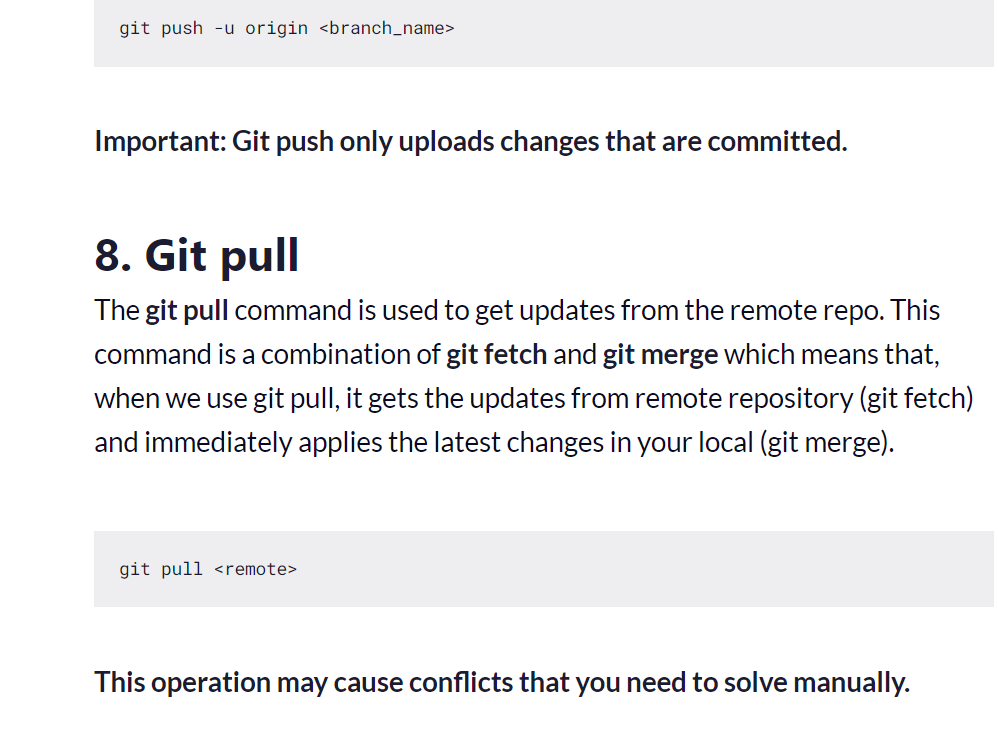 git push -u origin <branch_name>
Important: Git push only uploads changes that are committed.
8. Git pull
The git pull command is used to get updates from the remote repo. This
command is a combination of git fetch and git merge which means that,
when we use git pull, it gets the updates from remote repository (git fetch)
and immediately applies the latest changes in your local (git merge).
git pull <remote>
This operation may cause conflicts that you need to solve manually.